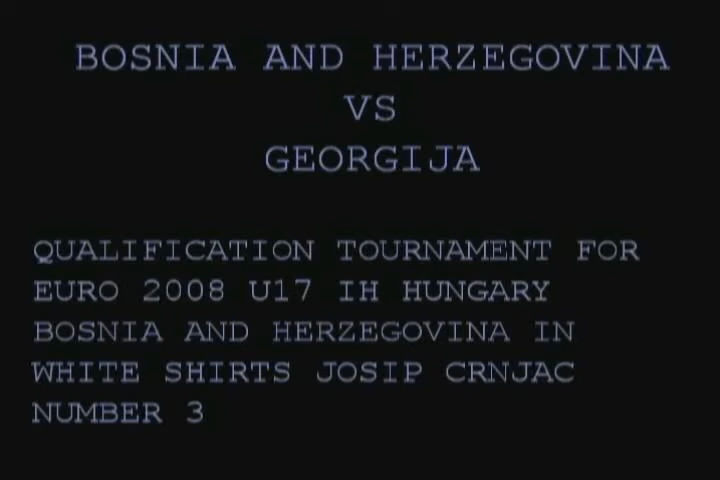 BOSNIA AND HERZEGOVINA
VS
GEORGIJA
QUALIFICATION TOURNAMENT FOR
EURO 2008 U17 IH HUNGARY
BOSNIA AND HERZEGOVINA IN
WHITE SHIRTS JOSIP CRNJAC
NUMBER 3